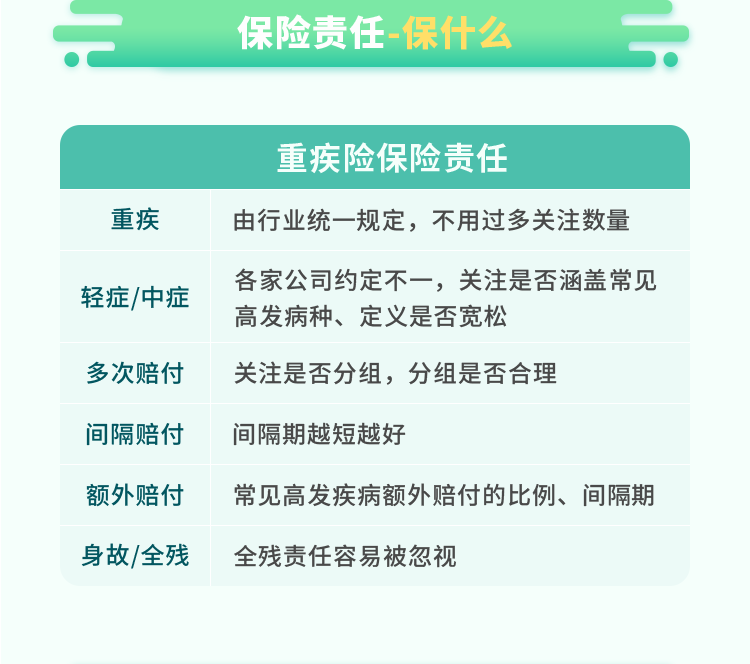 保险责任-保什么
重疾险保险责任
重疾
由行业统一规定，不用过多关注数量
轻症/中症
各家公司约定不一，关注是否涵盖常见
高发病种、定义是否宽松
多次赔付
关注是否分组，分组是否合理
间隔赔付
间隔期越短越好
额外赔付
常见高发疾病额外赔付的比例、间隔期
身故/全残
全残责任容易被忽视